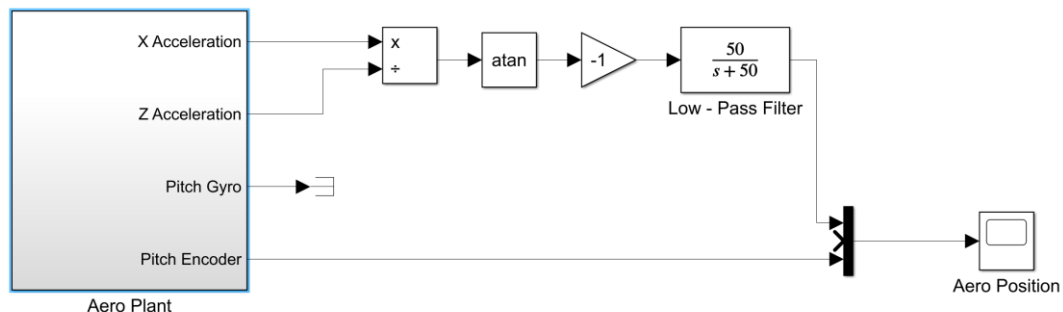 X Acceleration
Z Acceleration
Pitch Gyro
Pitch Encoder
Aero Plant
x
÷
atan
-1
50
s + 50
Low - Pass Filter
Aero Position